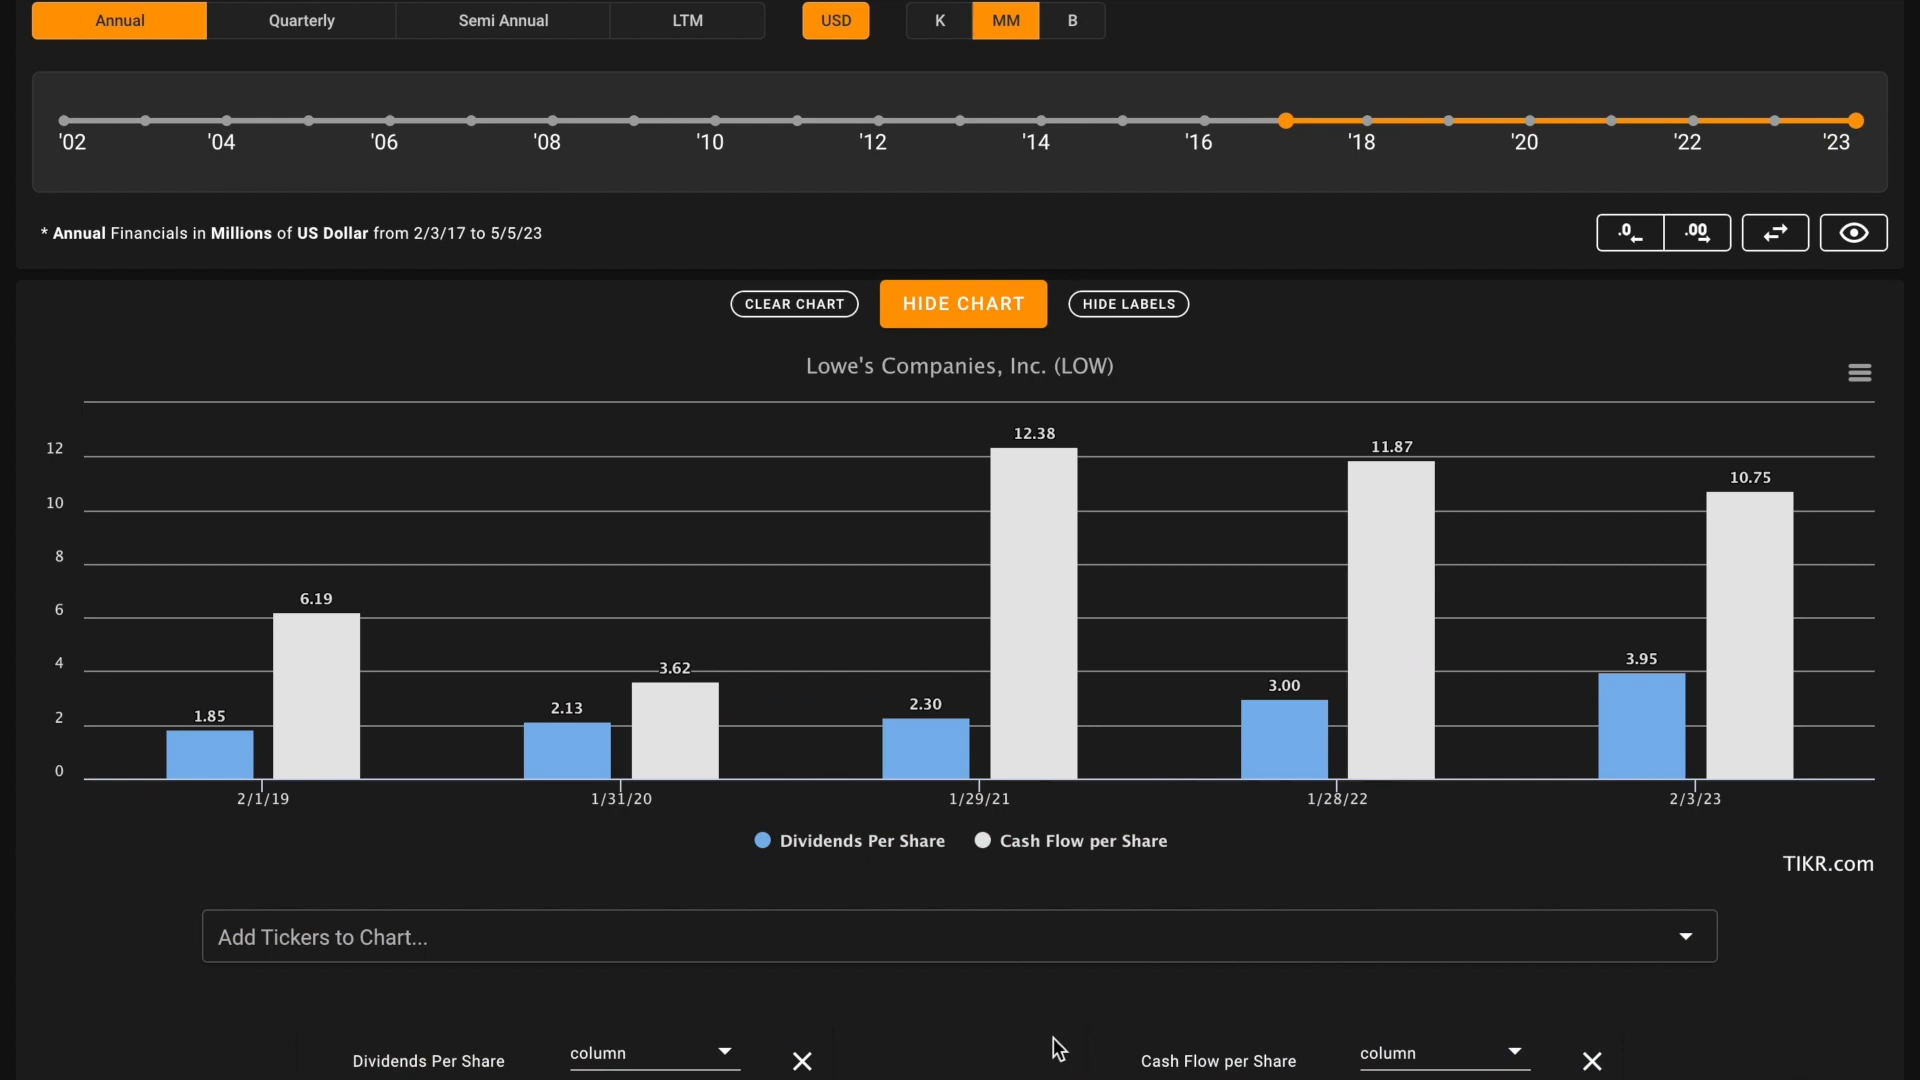 Annual Quarterly Semi Annual LTM USD K MM B
'02 '04 '06 '08 '10 '12 '14 '16 '18 '20 '22 '23
* Annual Financials in Millions of US Dollar from 2/3/17 to 5/5/23
.0 .00
CLEAR CHART HIDE CHART HIDE LABELS
Lowe's Companies, Inc. (LOW)
12.38
12 11.87
10.75
10
8
6.19
6
3.62 3.95
4
3.00
2.30
2.13
1.85
2
0
2/1/19 1/31/20 1/29/21 1/28/22 2/3/23
Dividends Per Share Cash Flow per Share
TIKR.com
Add Tickers to Chart...
Dividends Per Share column Cash Flow per Share column